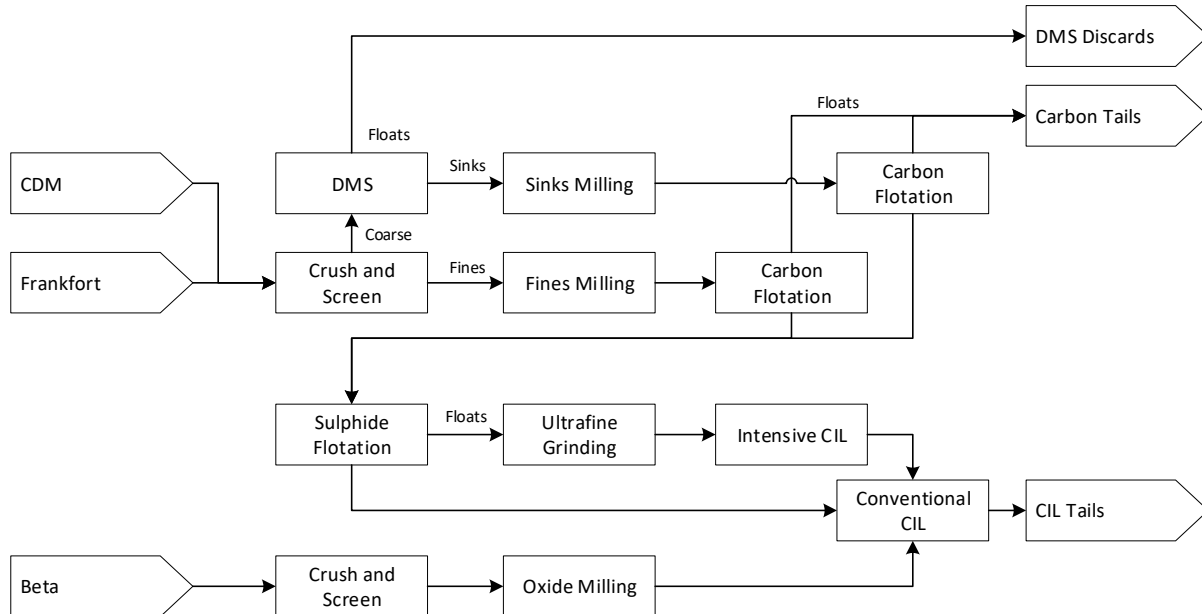 DMS Discards
Floats
Carbon Tails
Floats
CDM
DMS
Sinks
Sinks Milling
Carbon
Flotation
Coarse
Frankfort
Crush and
Screen
Fines
Fines Milling
Carbon
Flotation
Sulphide
Flotation
Floats
Ultrafine
Grinding
Intensive CIL
Conventional
CIL
CIL Tails
Beta
Crush and
Screen
Oxide Milling